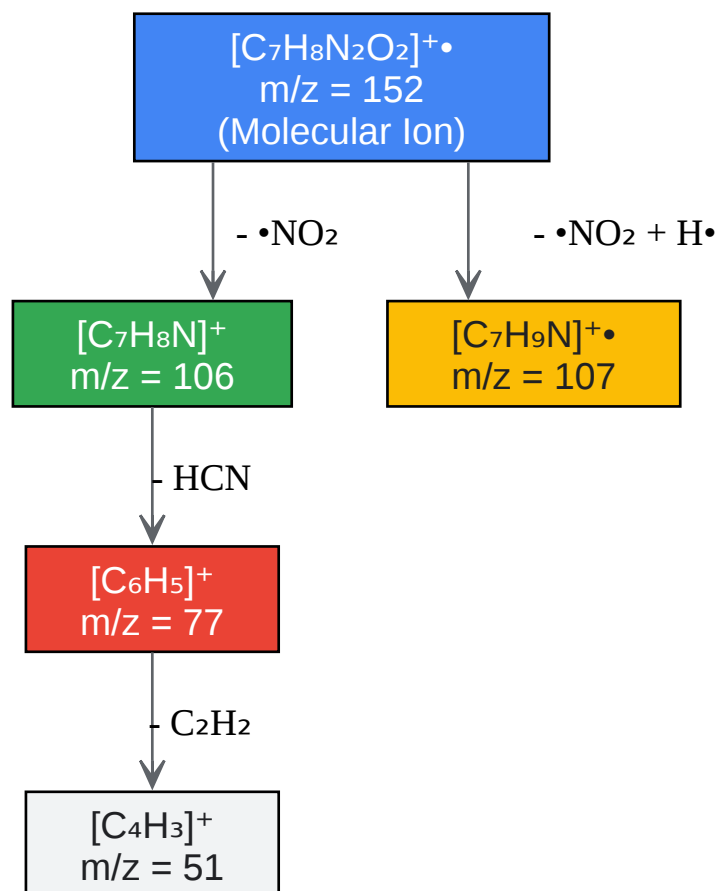 [C₇H₈N₂O₂]⁺•
m/z = 152
(Molecular Ion)
- •NO₂
- •NO₂ + H•
[C₇H₈N]⁺
m/z = 106
[C₇H₉N]⁺•
m/z = 107
- HCN
[C₆H₅]⁺
m/z = 77
- C₂H₂
[C₄H₃]⁺
m/z = 51